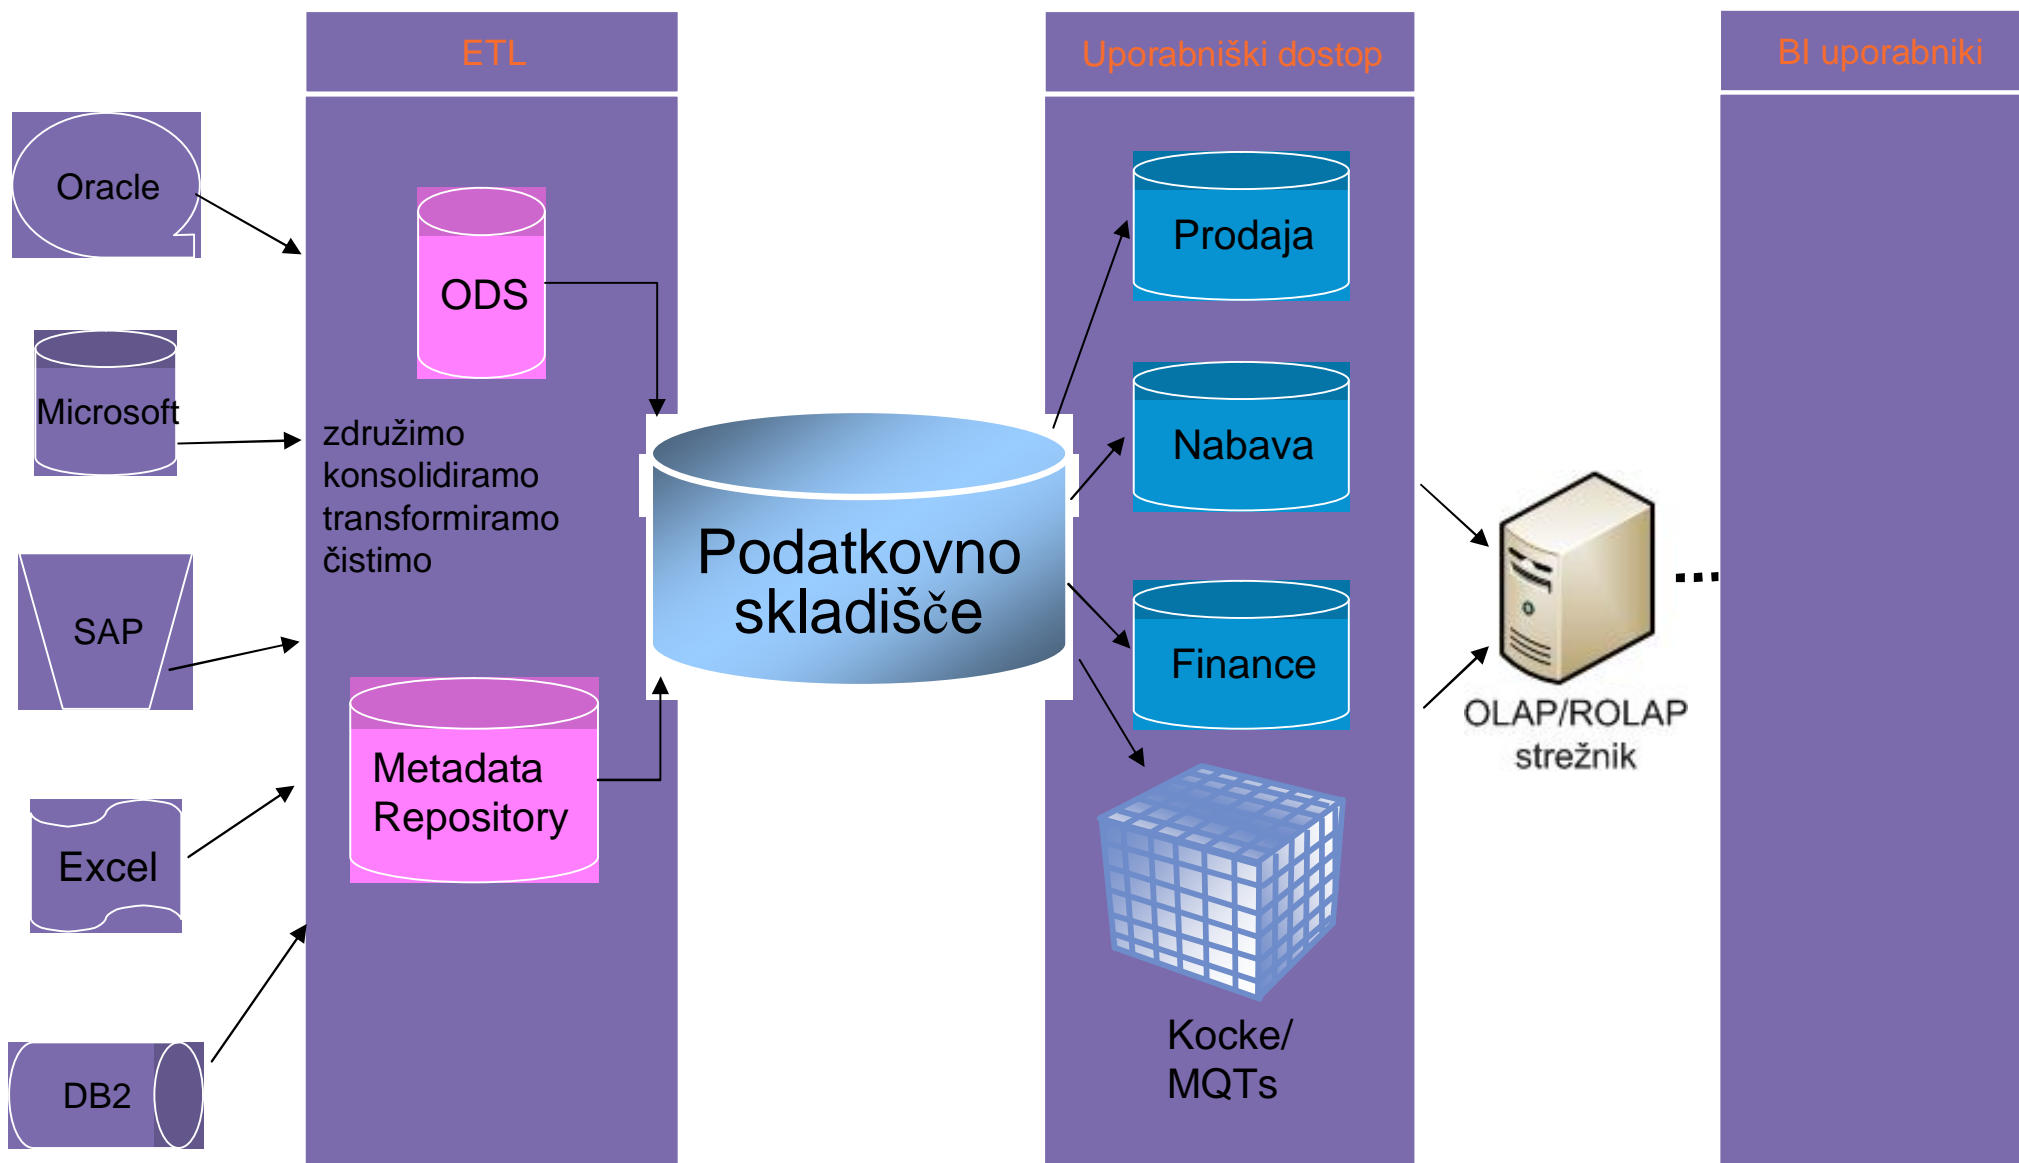 ETL
Uporabniški dostop
BI uporabniki
Oracle
Microsoft
SAP
Excel
DB2
ODS
združimo
konsolidiramo
transformiramo
čistimo
Metadata
Repository
Podatkovno
skladišče
Prodaja
Nabava
Finance
Kocke/
MQTs
OLAP/ROLAP
strežnik